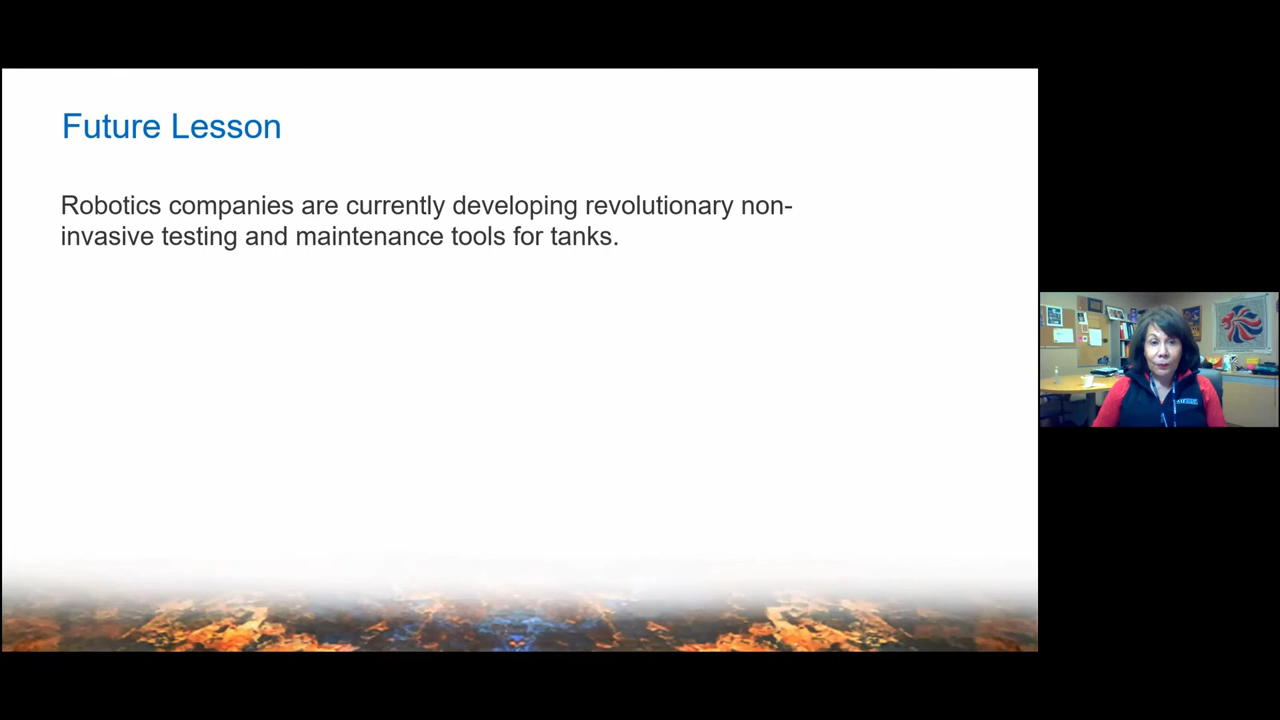 Future Lesson
Robotics companies are currently developing revolutionary non-
invasive testing and maintenance tools for tanks.